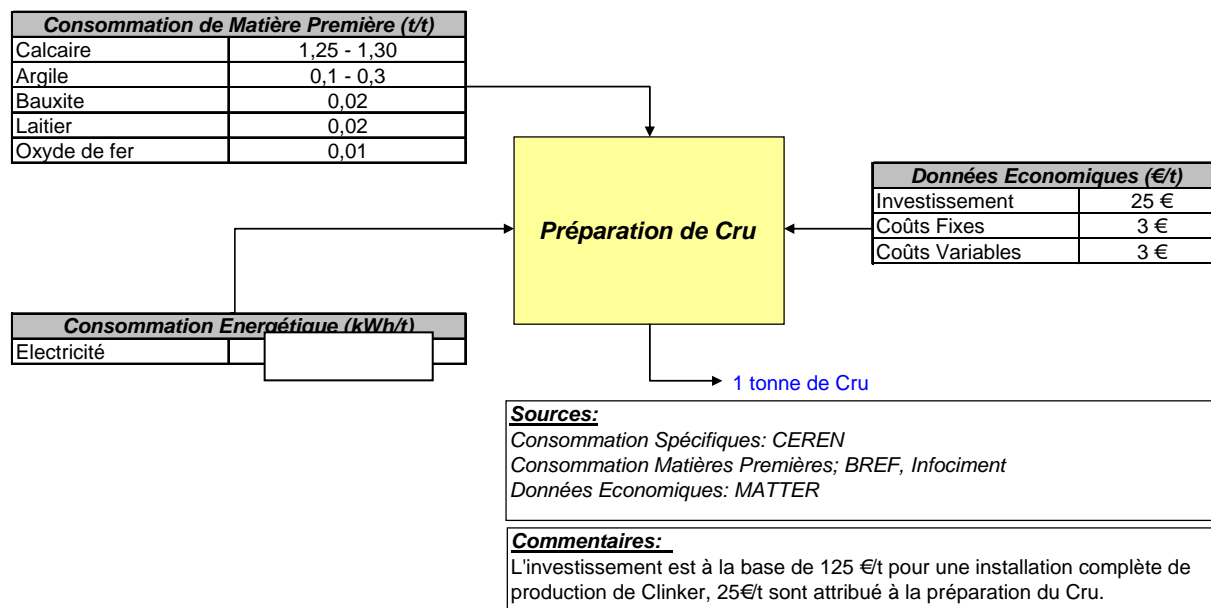 Consommation de Matière Première (t/t)
Calcaire 1,25 - 1,30
Argile 0,1 - 0,3
Bauxite 0,02
Laitier 0,02
Oxyde de fer 0,01
Préparation de Cru
Données Economiques (€/t)
Investissement 25 €
Coûts Fixes 3 €
Coûts Variables 3 €
Consommation Energétique (kWh/t)
Electricité
1 tonne de Cru
Sources:
Consommation Spécifiques: CEREN
Consommation Matières Premières; BREF, Infociment
Données Economiques: MATTER
Commentaires:
L'investissement est à la base de 125 €/t pour une installation complète de
production de Clinker, 25€/t sont attribué à la préparation du Cru.